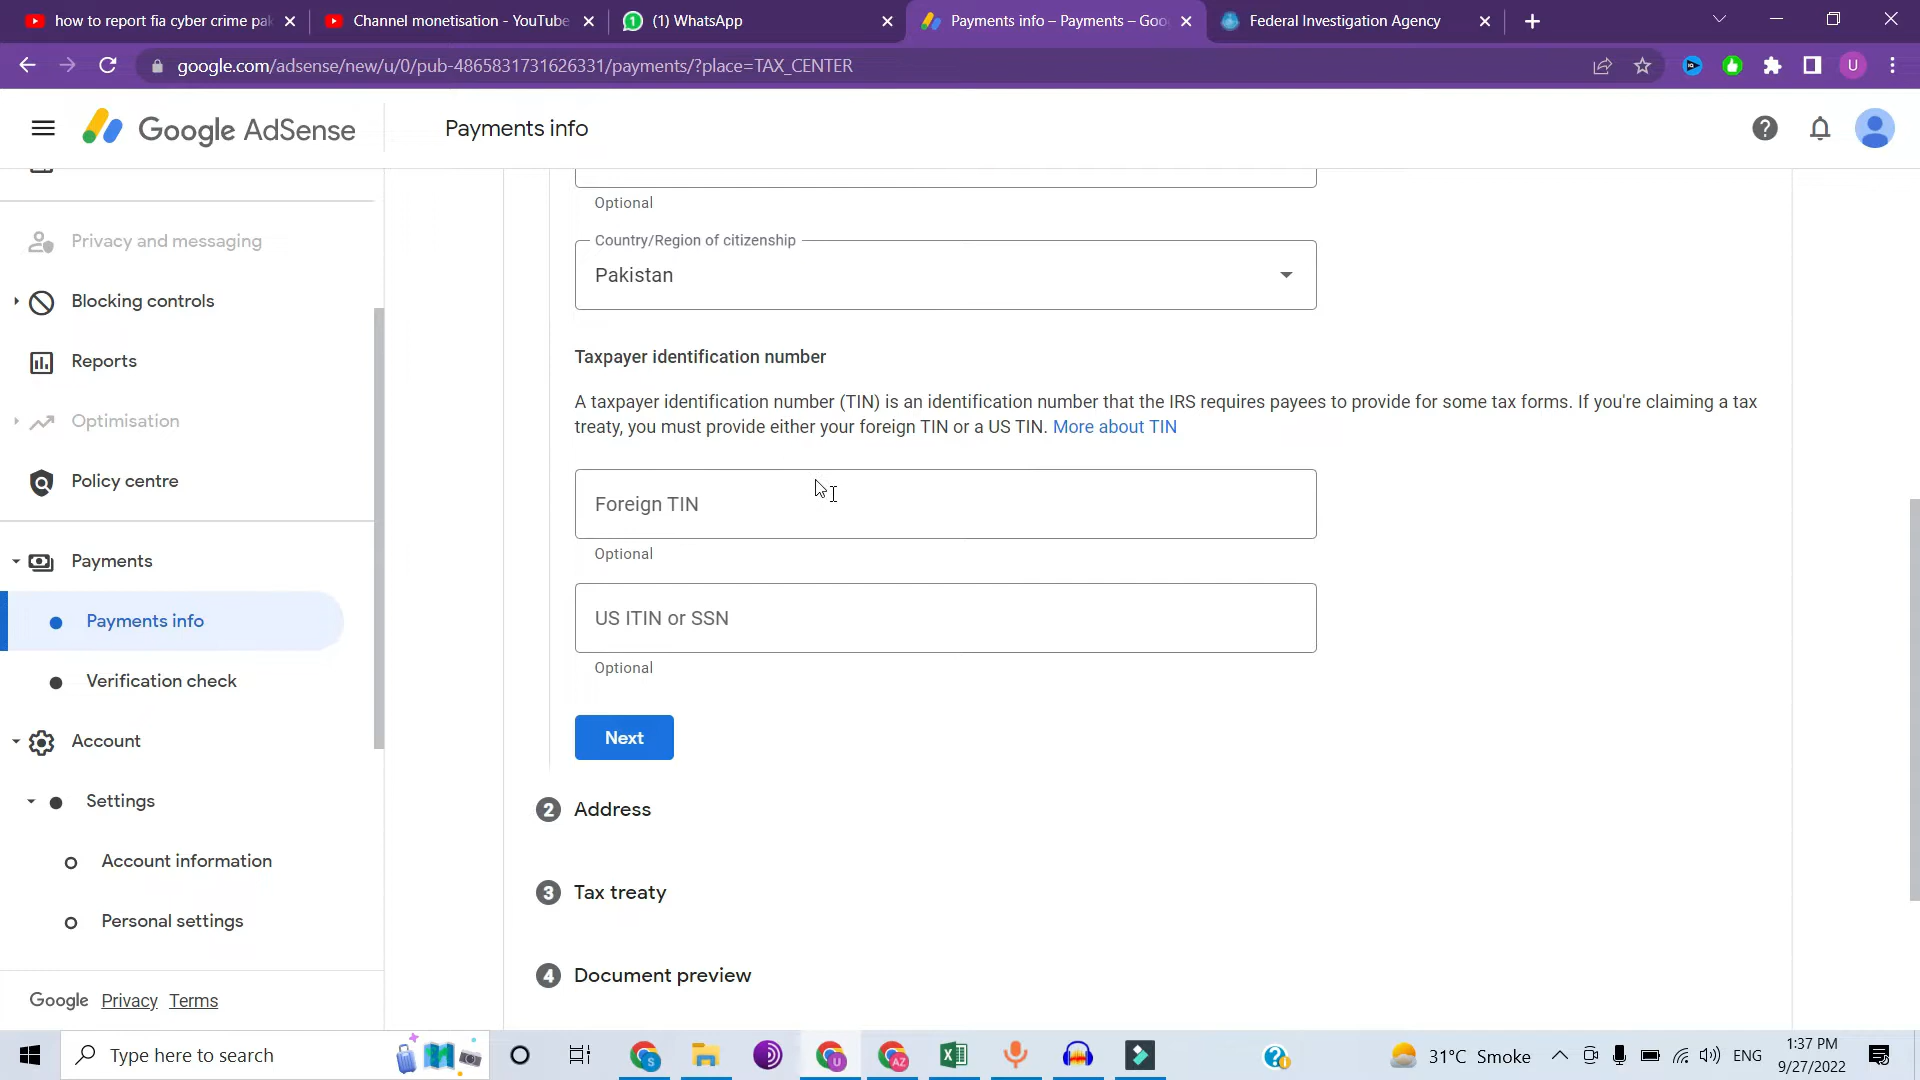 how to report fia cyber crime pak
Channel monetisation - YouTube
(1) WhatsApp
Payments info – Payments – Goo
Federal Investigation Agency
google.com/adsense/new/u/0/pub-4865831731626331/payments/?place=TAX_CENTER
U
Google AdSense
Payments info
Privacy and messaging
Blocking controls
Reports
Optimisation
Policy centre
Payments
Payments info
Verification check
Account
Settings
Account information
Personal settings
Google Privacy Terms
Optional
Country/Region of citizenship
Pakistan
Taxpayer identification number
A taxpayer identification number (TIN) is an identification number that the IRS requires payees to provide for some tax forms. If you're claiming a tax
treaty, you must provide either your foreign TIN or a US TIN. More about TIN
Foreign TIN
Optional
US ITIN or SSN
Optional
Next
2 Address
3 Tax treaty
4 Document preview
Type here to search
S
U
AZ
31°C Smoke
ENG
1:37 PM
9/27/2022